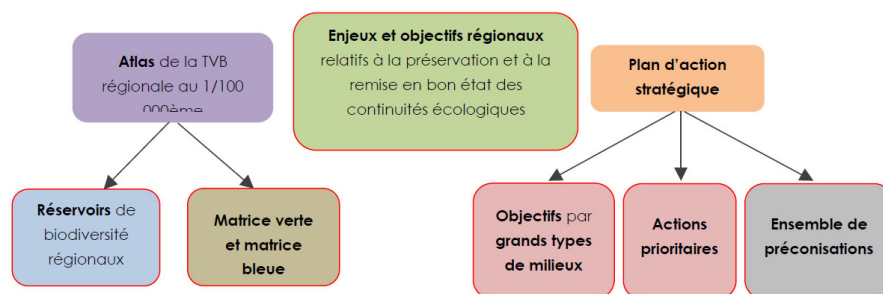 Atlas de la TVB
régionale au 1/100
000ème
Enjeux et objectifs régionaux
relatifs à la préservation et à la
remise en bon état des
continuités écologiques
Plan d'action
stratégique
Réservoirs de
biodiversité
régionaux
Matrice verte
et matrice
bleue
Objectifs par
grands types
de milieu
Actions
prioritaires
Ensemble de
préconisations